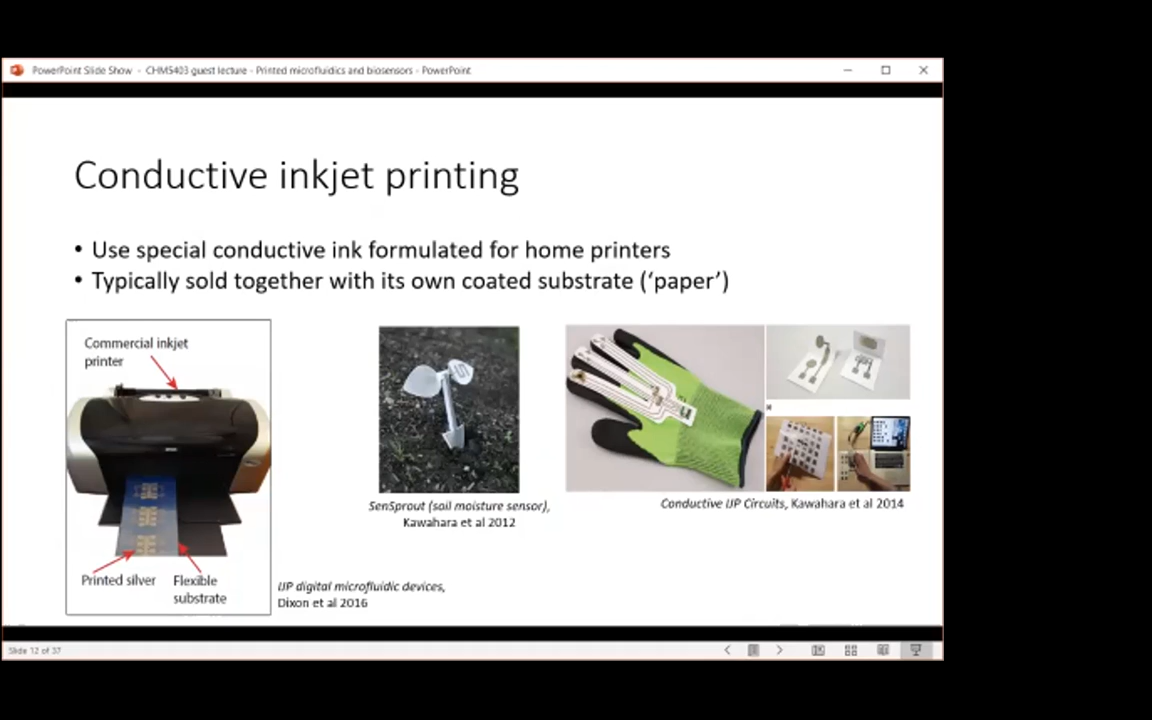 PowerPoint Slide Show - CHM5403 guest lecture - Printed microfluidics and biosensors - PowerPoint
Conductive inkjet printing
• Use special conductive ink formulated for home printers
• Typically sold together with its own coated substrate (‘paper’)
Commercial inkjet
printer
Printed silver
Flexible
substrate
IJP digital microfluidic devices,
Dixon et al 2016
SenSprout (soil moisture sensor),
Kawahara et al 2012
Conductive IJP Circuits, Kawahara et al 2014
Slide 12 of 37